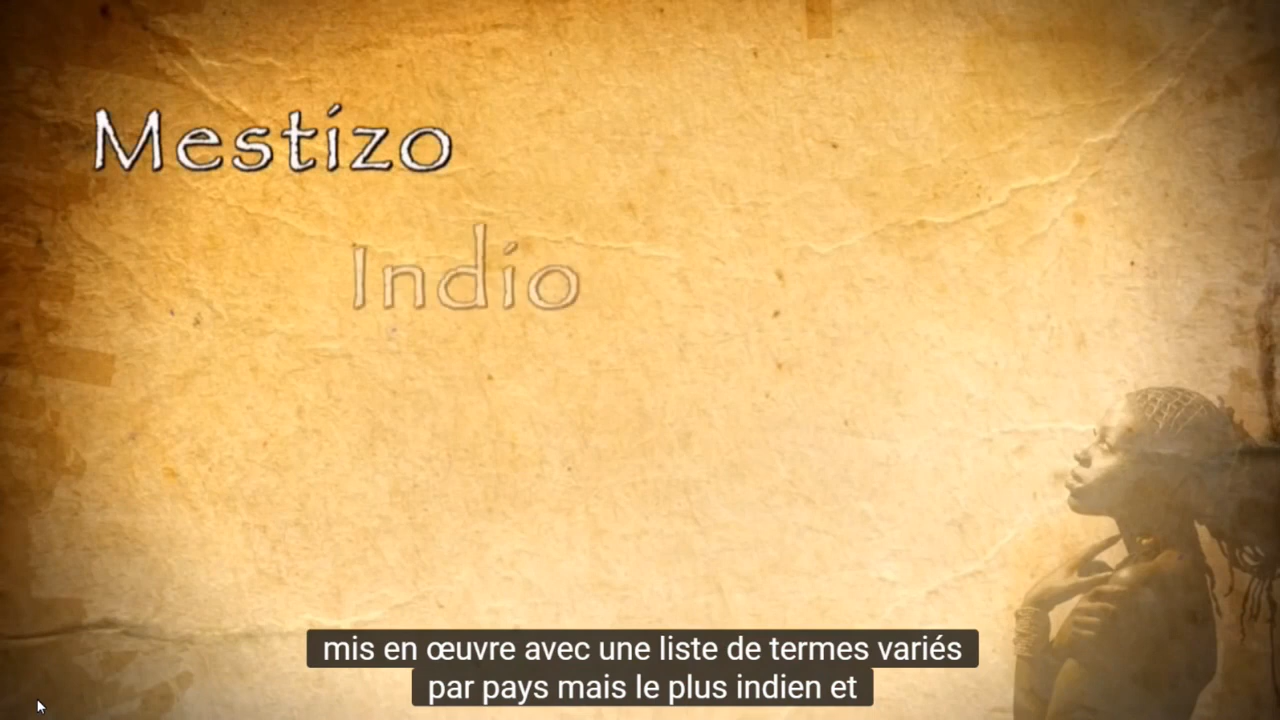 Mestizo
Indio
mis en œuvre avec une liste de termes variés
par pays mais le plus indien et